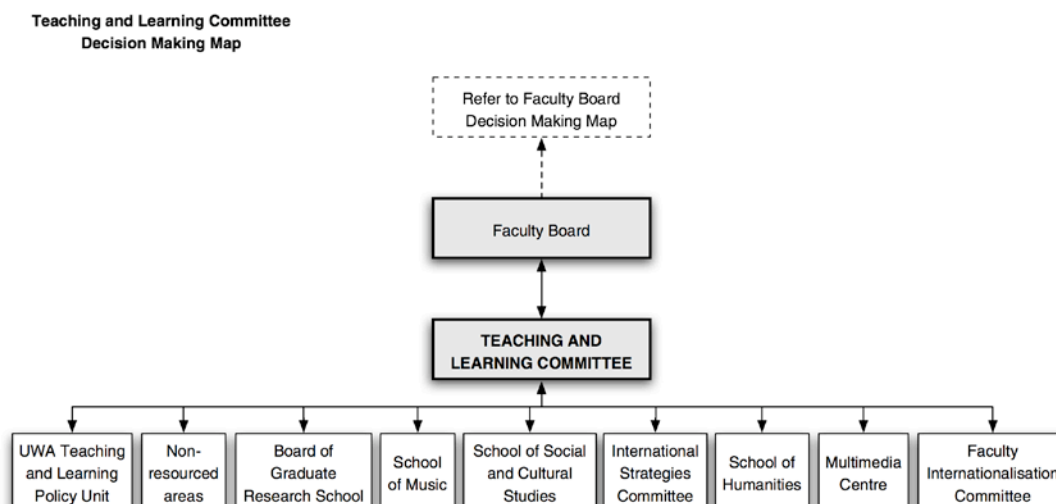 Teaching and Learning Committee
Decision Making Map
Refer to Faculty Board
Decision Making Map
Faculty Board
TEACHING AND
LEARNING COMMITTEE
UWA Teaching
and Learning
Policy Unit
Non-
resourced
areas
Board of
Graduate
Research School
School
of Music
School of Social
and Cultural
Studies
International
Strategies
Committee
School of
Humanities
Multimedia
Centre
Faculty
Internationalisation
Committee